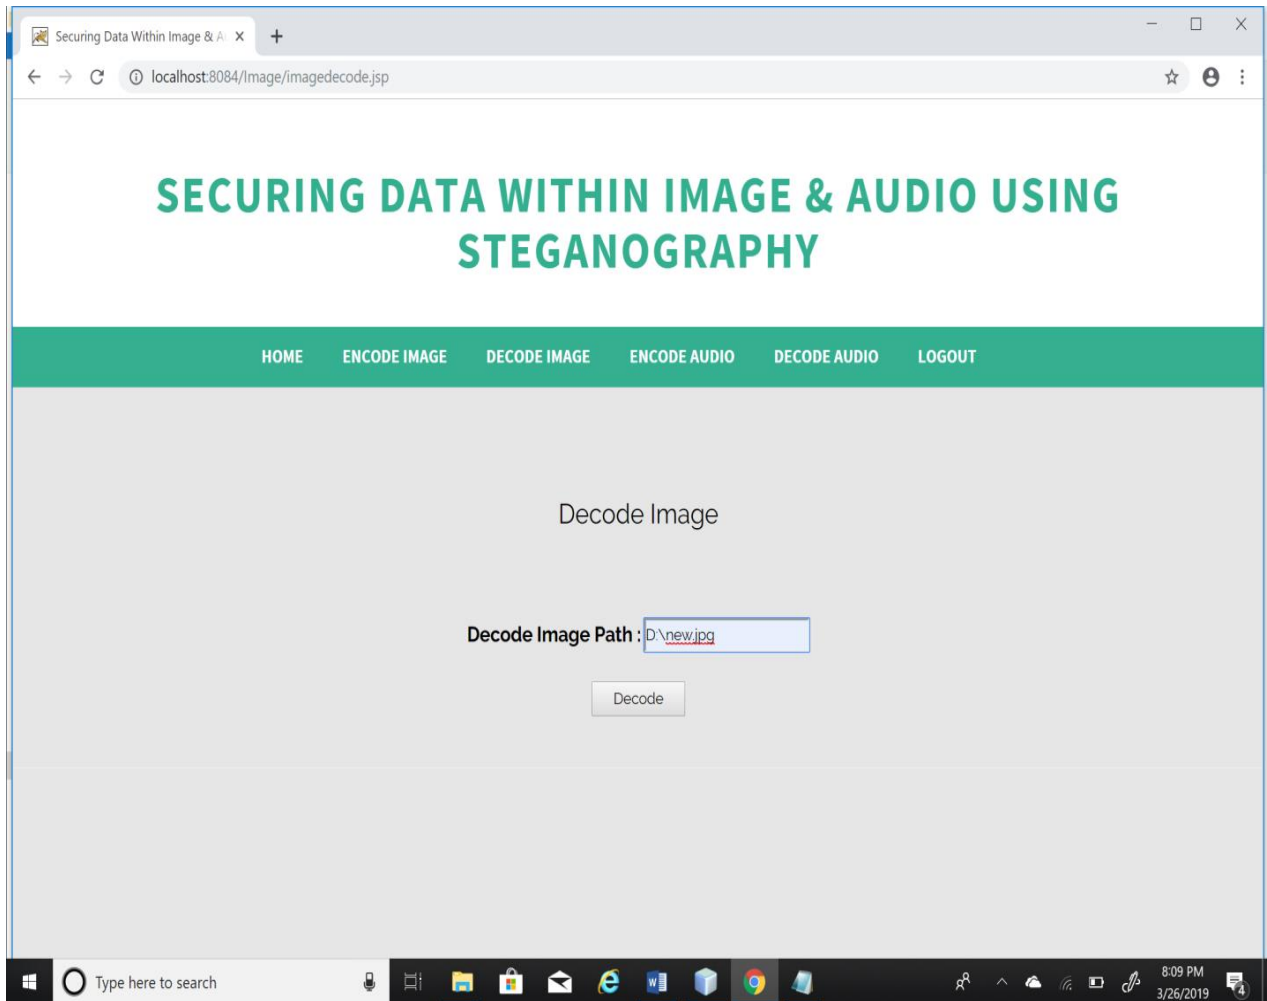 Securing Data Within Image & A
localhost:8084/Image/imagedecode.jsp
SECURING DATA WITHIN IMAGE & AUDIO USING
STEGANOGRAPHY
HOME ENCODE IMAGE DECODE IMAGE ENCODE AUDIO DECODE AUDIO LOGOUT
Decode Image
Decode Image Path : D:\new.jpg
Decode
Type here to search
8:09 PM
3/26/2019
4